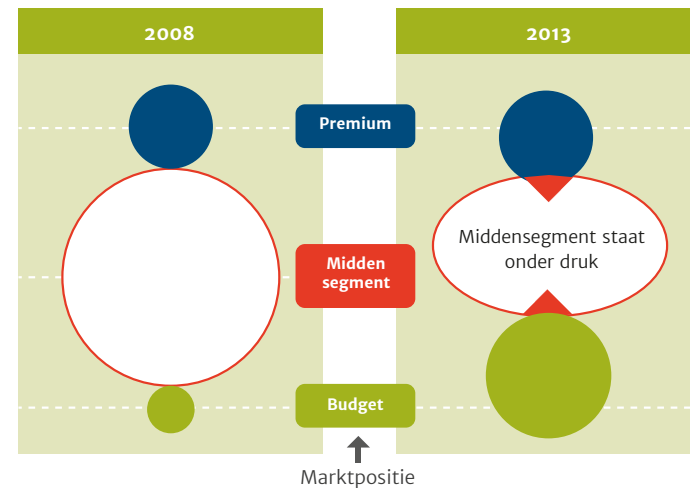 2008
2013
Premium
Midden
segment
Middensegment staat
onder druk
Budget
Marktpositie